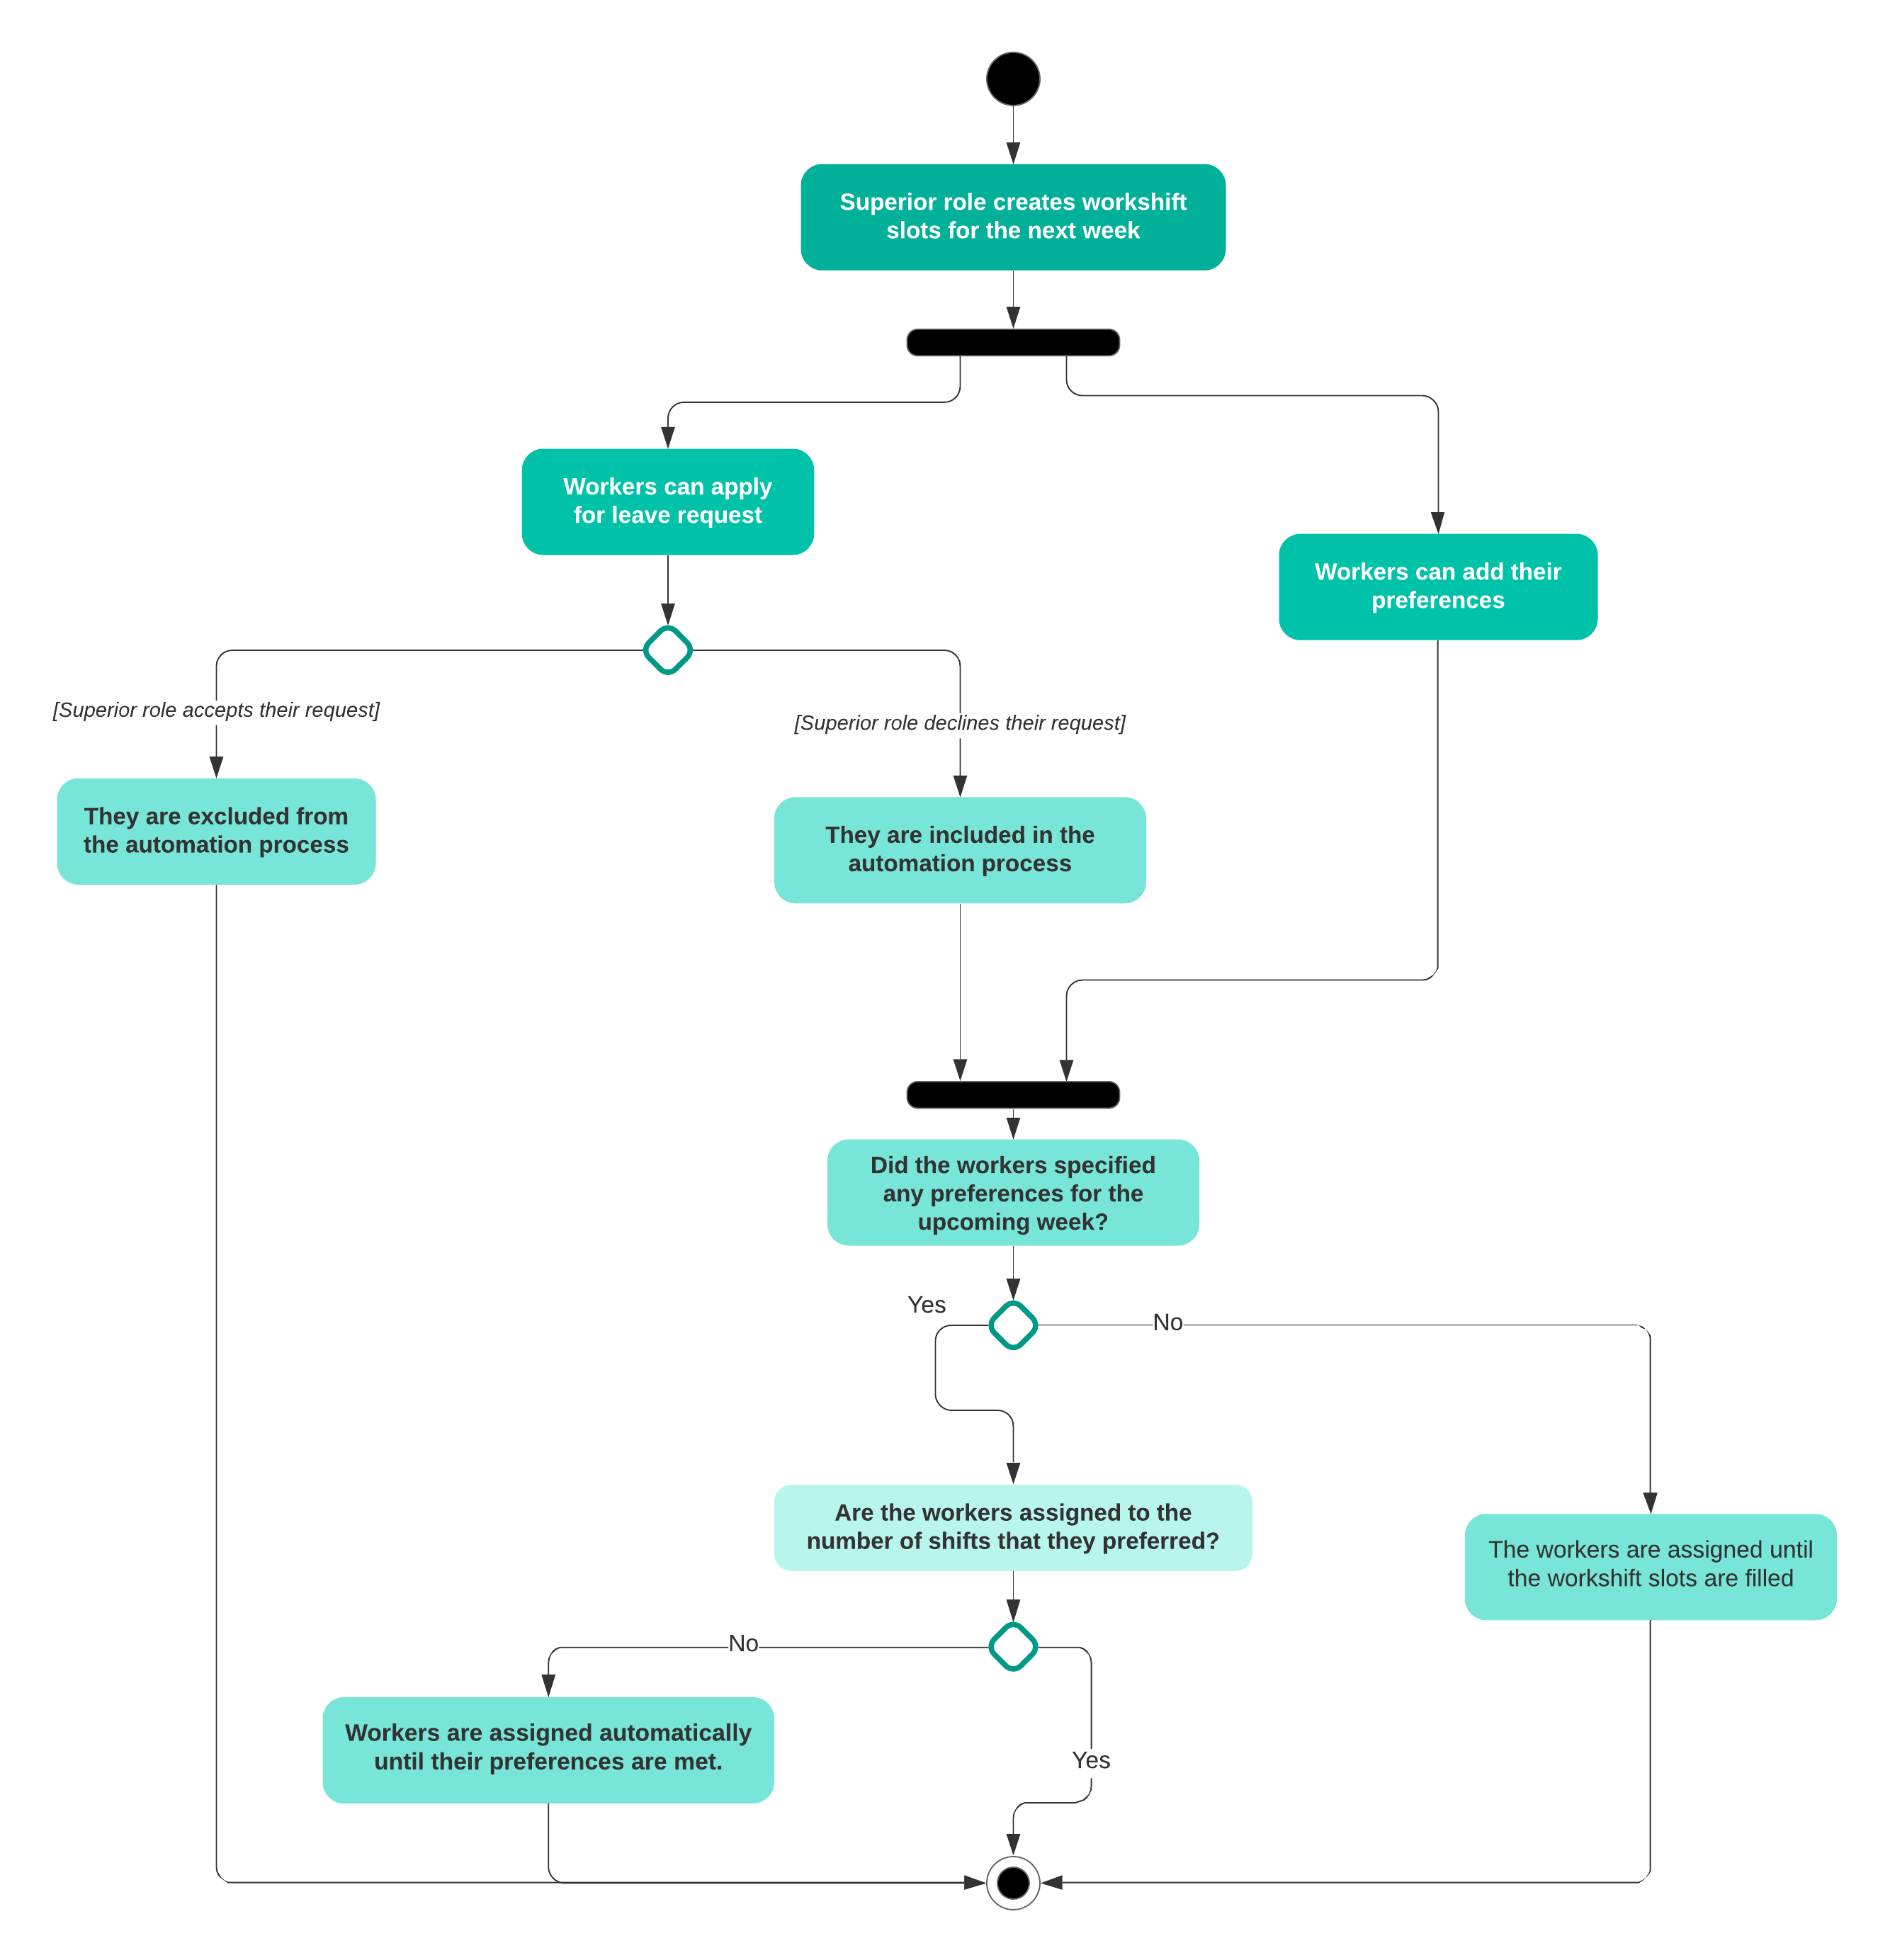 Superior role creates workshift
slots for the next week
Workers can apply
for leave request
Workers can add their
preferences
[Superior role accepts their request]
[Superior role declines their request]
They are excluded from
the automation process
They are included in the
automation process
Did the workers specified
any preferences for the
upcoming week?
Yes
No
Are the workers assigned to the
number of shifts that they preferred?
The workers are assigned until
the workshift slots are filled
No
Workers are assigned automatically
until their preferences are met.
Yes